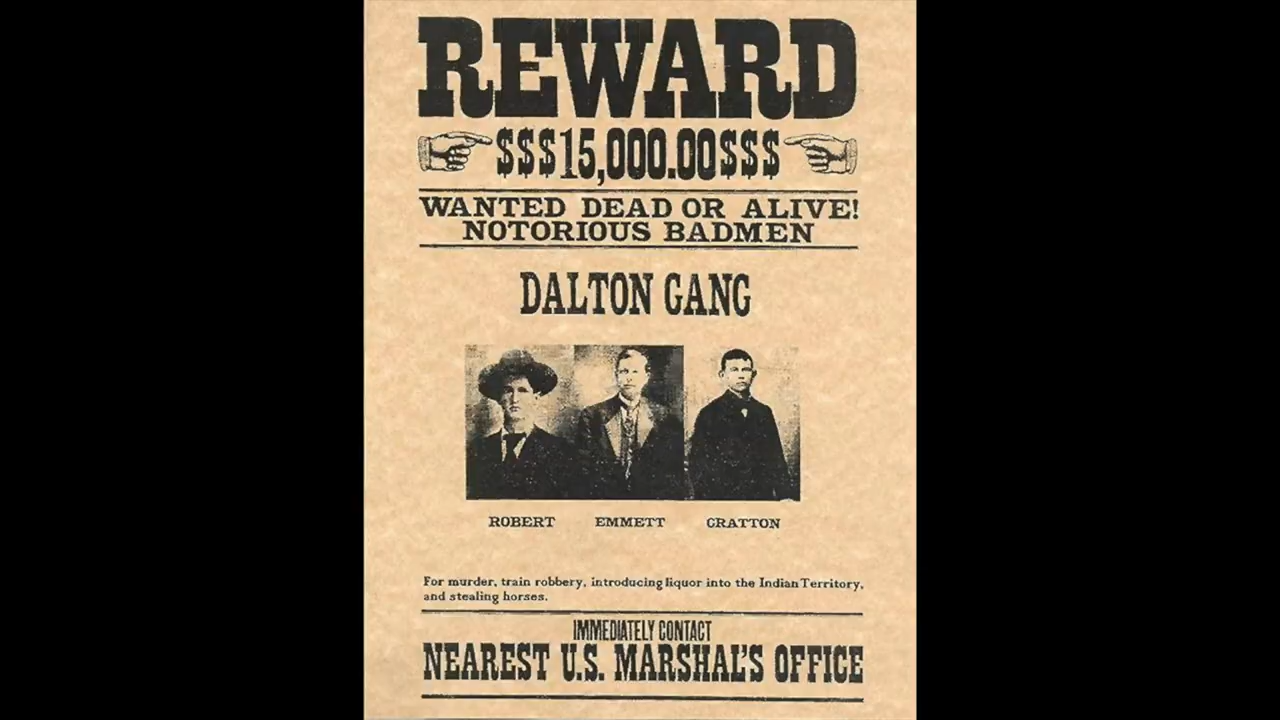 REWARD
$$$15,000.00$$$
WANTED DEAD OR ALIVE!
NOTORIOUS BADMEN
DALTON GANG
ROBERT EMMETT GRATTON
For murder, train robbery, introducing liquor into the Indian Territory,
and stealing horses.
IMMEDIATELY CONTACT
NEAREST U.S. MARSHAL'S OFFICE